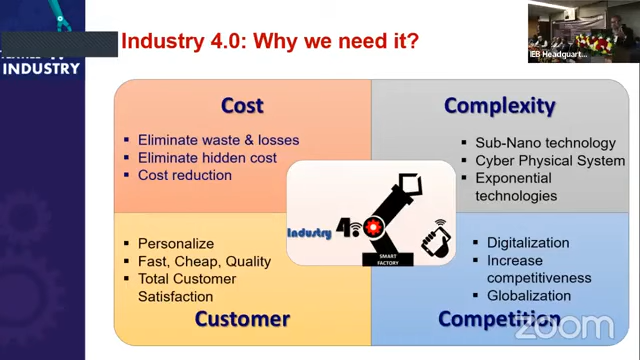 Industry 4.0: Why we need it?
INDUSTRY
IEB Headquart...
Cost
Eliminate waste & losses
Eliminate hidden cost
Cost reduction
Complexity
Sub-Nano technology
Cyber Physical System
Exponential
technologies
Industry 4.0
SMART
FACTORY
Personalize
Fast, Cheap, Quality
Total Customer
Satisfaction
Customer
Digitalization
Increase
competitiveness
Globalization
Competition
zoom